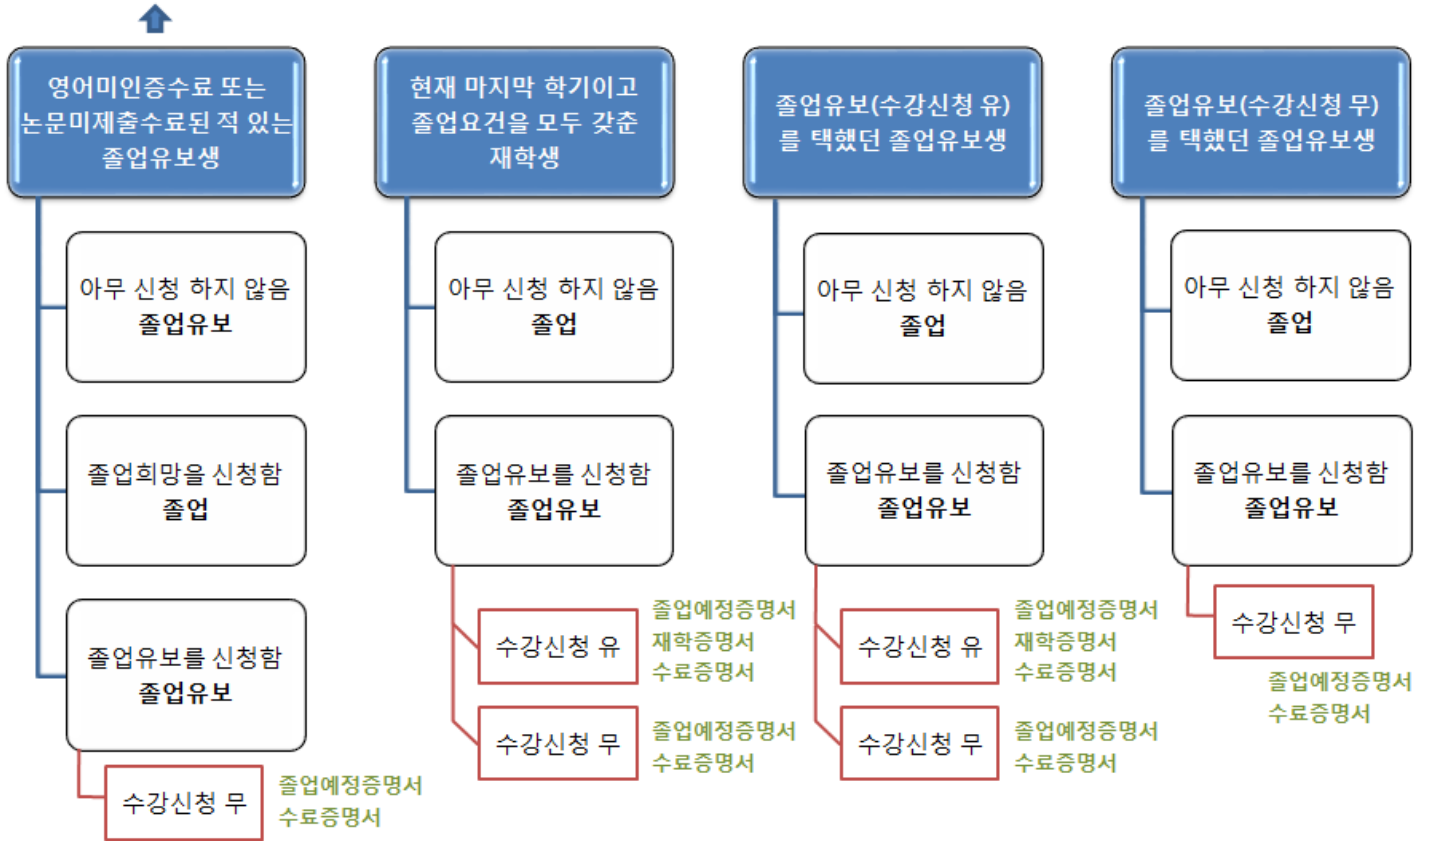 영어미인증수료 또는
논문미제출수료된 적 있는
졸업유보생
아무 신청 하지 않음
졸업유보
졸업희망을 신청함
졸업
졸업유보를 신청함
졸업유보
수강신청 무
졸업예정증명서
수료증명서
현재 마지막 학기이고
졸업요건을 모두 갖춘
재학생
아무 신청 하지 않음
졸업
졸업유보를 신청함
졸업유보
수강신청 유
졸업예정증명서
재학증명서
수료증명서
수강신청 무
졸업예정증명서
수료증명서
졸업유보(수강신청 유)
를 택했던 졸업유보생
아무 신청 하지 않음
졸업
졸업유보를 신청함
졸업유보
수강신청 유
졸업예정증명서
재학증명서
수료증명서
수강신청 무
졸업예정증명서
수료증명서
졸업유보(수강신청 무)
를 택했던 졸업유보생
아무 신청 하지 않음
졸업
졸업유보를 신청함
졸업유보
수강신청 무
졸업예정증명서
수료증명서